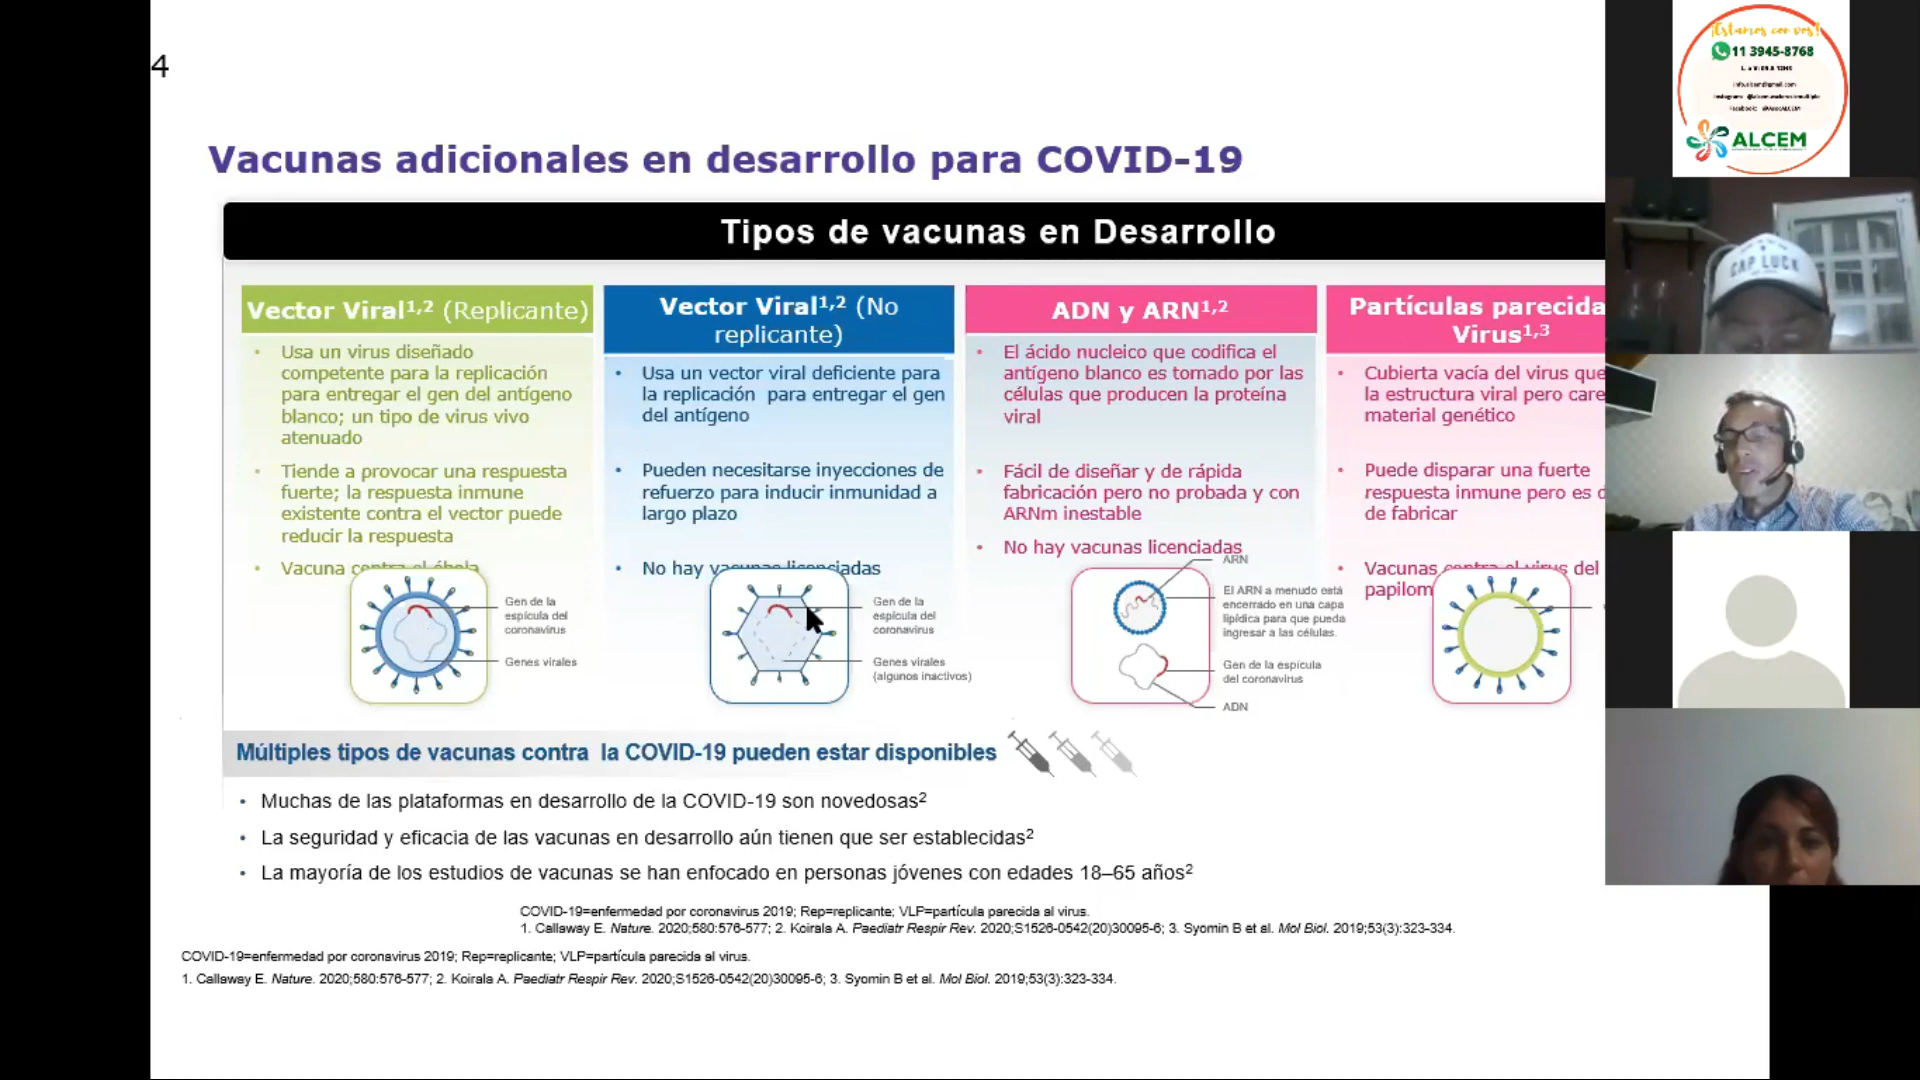 4
Vacunas adicionales en desarrollo para COVID-19
Tipos de vacunas en Desarrollo
Vector Viral1,2 (Replicante)
Usa un virus diseñado
competente para la replicación
para entregar el gen del antígeno
blanco; un tipo de virus vivo
atenuado
Tiende a provocar una respuesta
fuerte; la respuesta inmune
existente contra el vector puede
reducir la respuesta
Vacuna contra el ébola
Gen de la
espícula del
coronavirus
Genes virales
Vector Viral1,2 (No
replicante)
Usa un vector viral deficiente para
la replicación para entregar el gen
del antígeno
Pueden necesitarse inyecciones de
refuerzo para inducir inmunidad a
largo plazo
No hay vacunas licenciadas
Gen de la
espícula del
coronavirus
Genes virales
(algunos inactivos)
ADN y ARN1,2
El ácido nucleico que codifica el
antígeno blanco es tomado por las
células que producen la proteína
viral
Fácil de diseñar y de rápida
fabricación pero no probada y con
ARNm inestable
No hay vacunas licenciadas
ARN
El ARN a menudo está
encerrado en una capa
lipídica para que pueda
ingresar a las células.
Gen de la espícula
del coronavirus
ADN
Partículas parecida
Virus1,3
Cubierta vacía del virus que
la estructura viral pero care
material genético
Puede disparar una fuerte
respuesta inmune pero es d
de fabricar
Vacunas contra el virus del
papilom
Múltiples tipos de vacunas contra la COVID-19 pueden estar disponibles
Muchas de las plataformas en desarrollo de la COVID-19 son novedosas2
La seguridad y eficacia de las vacunas en desarrollo aún tienen que ser establecidas2
La mayoría de los estudios de vacunas se han enfocado en personas jóvenes con edades 18–65 años2
COVID-19=enfermedad por coronavirus 2019; Rep=replicante; VLP=partícula parecida al virus.
1. Callaway E. Nature. 2020;580:576-577; 2. Koirala A. Paediatr Respir Rev. 2020;S1526-0542(20)30095-6; 3. Syomin B et al. Mol Biol. 2019;53(3):323-334.
COVID-19=enfermedad por coronavirus 2019; Rep=replicante; VLP=partícula parecida al virus.
1. Callaway E. Nature. 2020;580:576-577; 2. Koirala A. Paediatr Respir Rev. 2020;S1526-0542(20)30095-6; 3. Syomin B et al. Mol Biol. 2019;53(3):323-334.
¡Estamos con vos!
11 3945-8768
ALCEM
CAP LUCK